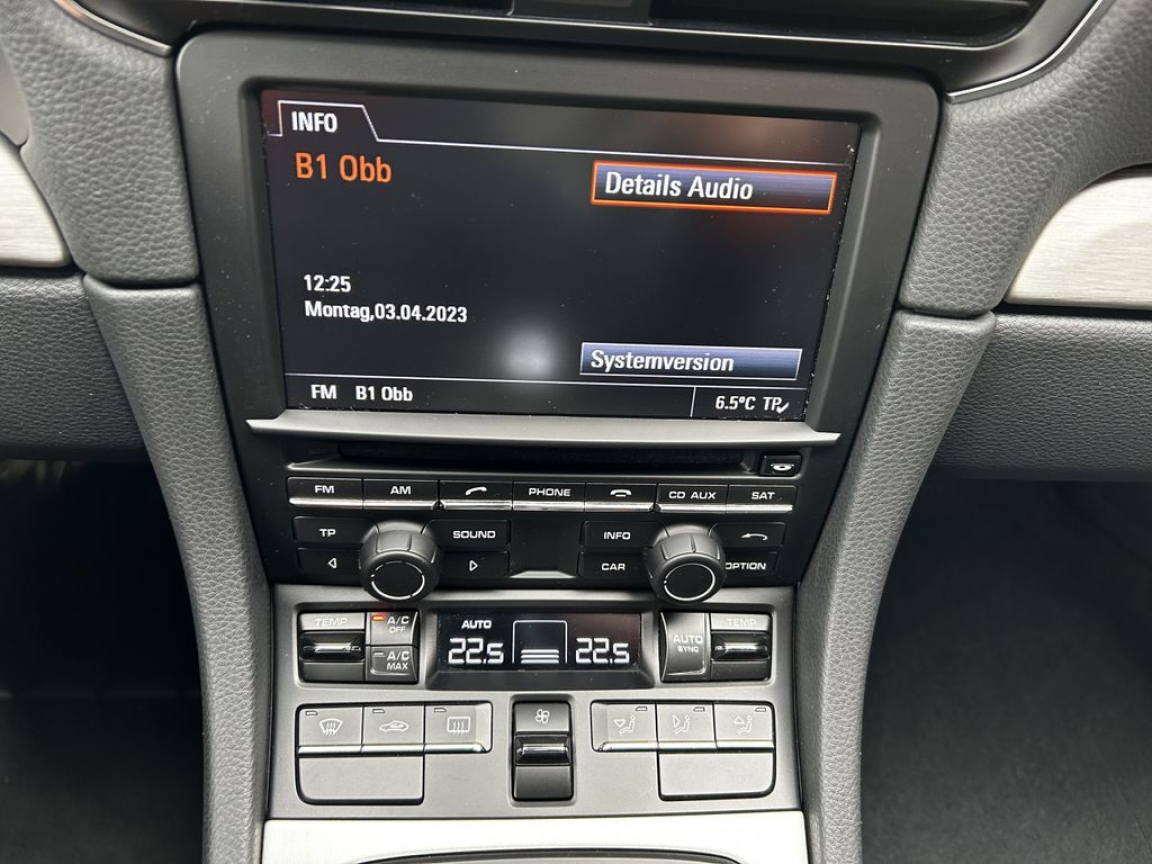 INFO
B1 Obb
Details Audio
12:25
Montag,03.04.2023
Systemversion
FM B1 Obb
6.5°C TP
FM AM PHONE CD AUX SAT
TP SOUND INFO
CAR OPTION
TEMP A/C OFF AUTO AUTO SYNC TEMP
22.5 22.5
A/C MAX